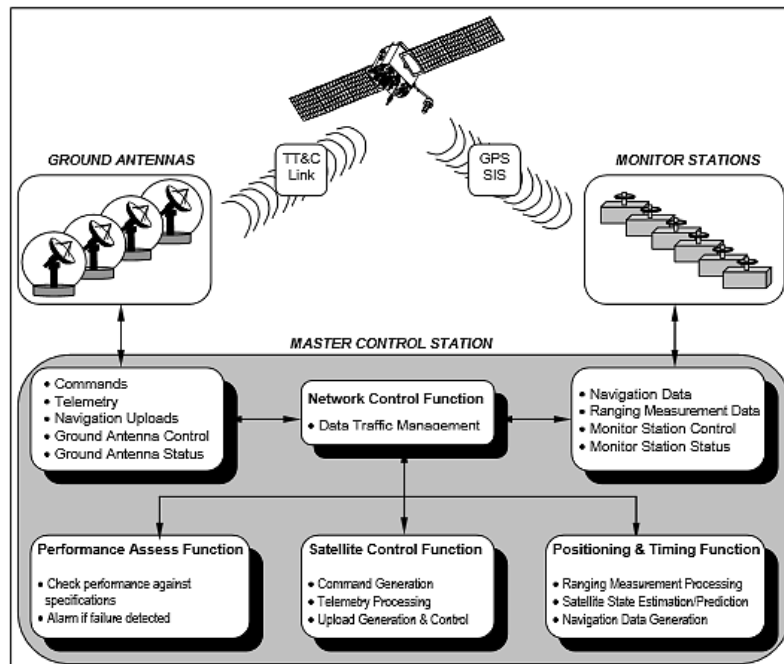 GROUND ANTENNAS
TT&C
Link
GPS
SIS
MONITOR STATIONS
MASTER CONTROL STATION
• Commands
• Telemetry
• Navigation Uploads
• Ground Antenna Control
• Ground Antenna Status
Network Control Function
• Data Traffic Management
• Navigation Data
• Ranging Measurement Data
• Monitor Station Control
• Monitor Station Status
Performance Assess Function
• Check performance against
specifications
• Alarm if failure detected
Satellite Control Function
• Command Generation
• Telemetry Processing
• Upload Generation & Control
Positioning & Timing Function
• Ranging Measurement Processing
• Satellite State Estimation/Prediction
• Navigation Data Generation